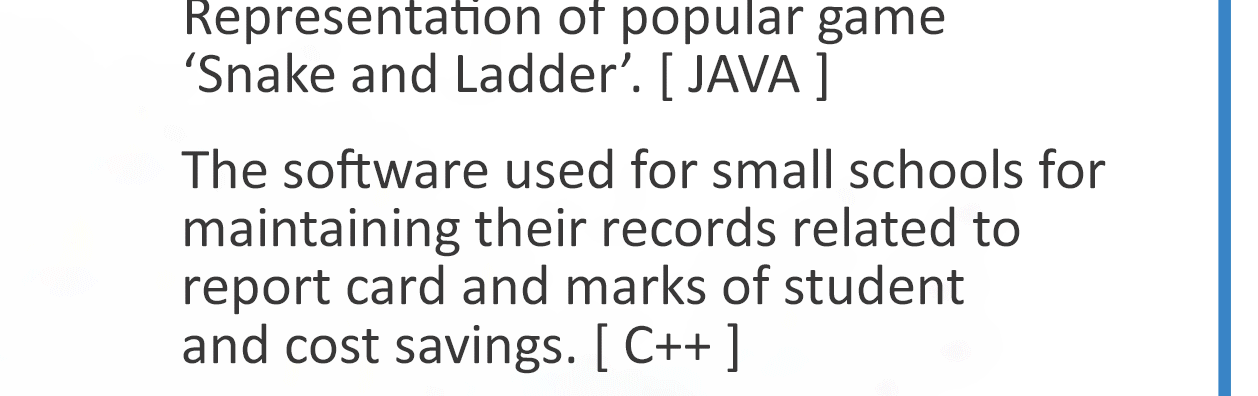 Representation of popular game
‘Snake and Ladder’. [ JAVA ]
The software used for small schools for
maintaining their records related to
report card and marks of student
and cost savings. [ C++ ]